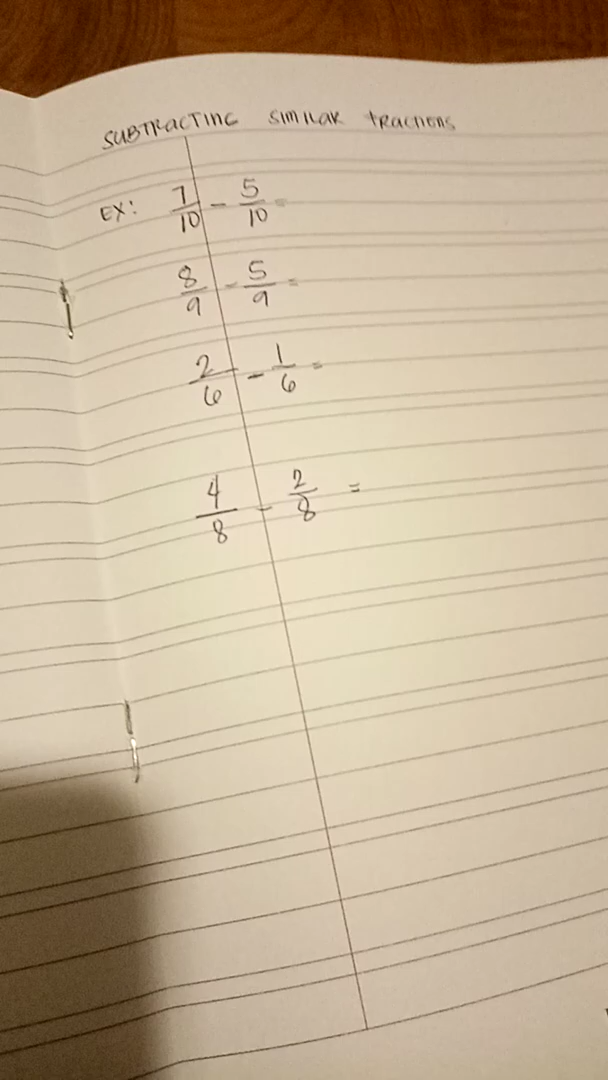 SUBTRACTING SIMILAR fractions
EX: 7/10 - 5/10 =
8/9 - 5/9 =
2/6 - 1/6 =
4/8 - 2/8 =